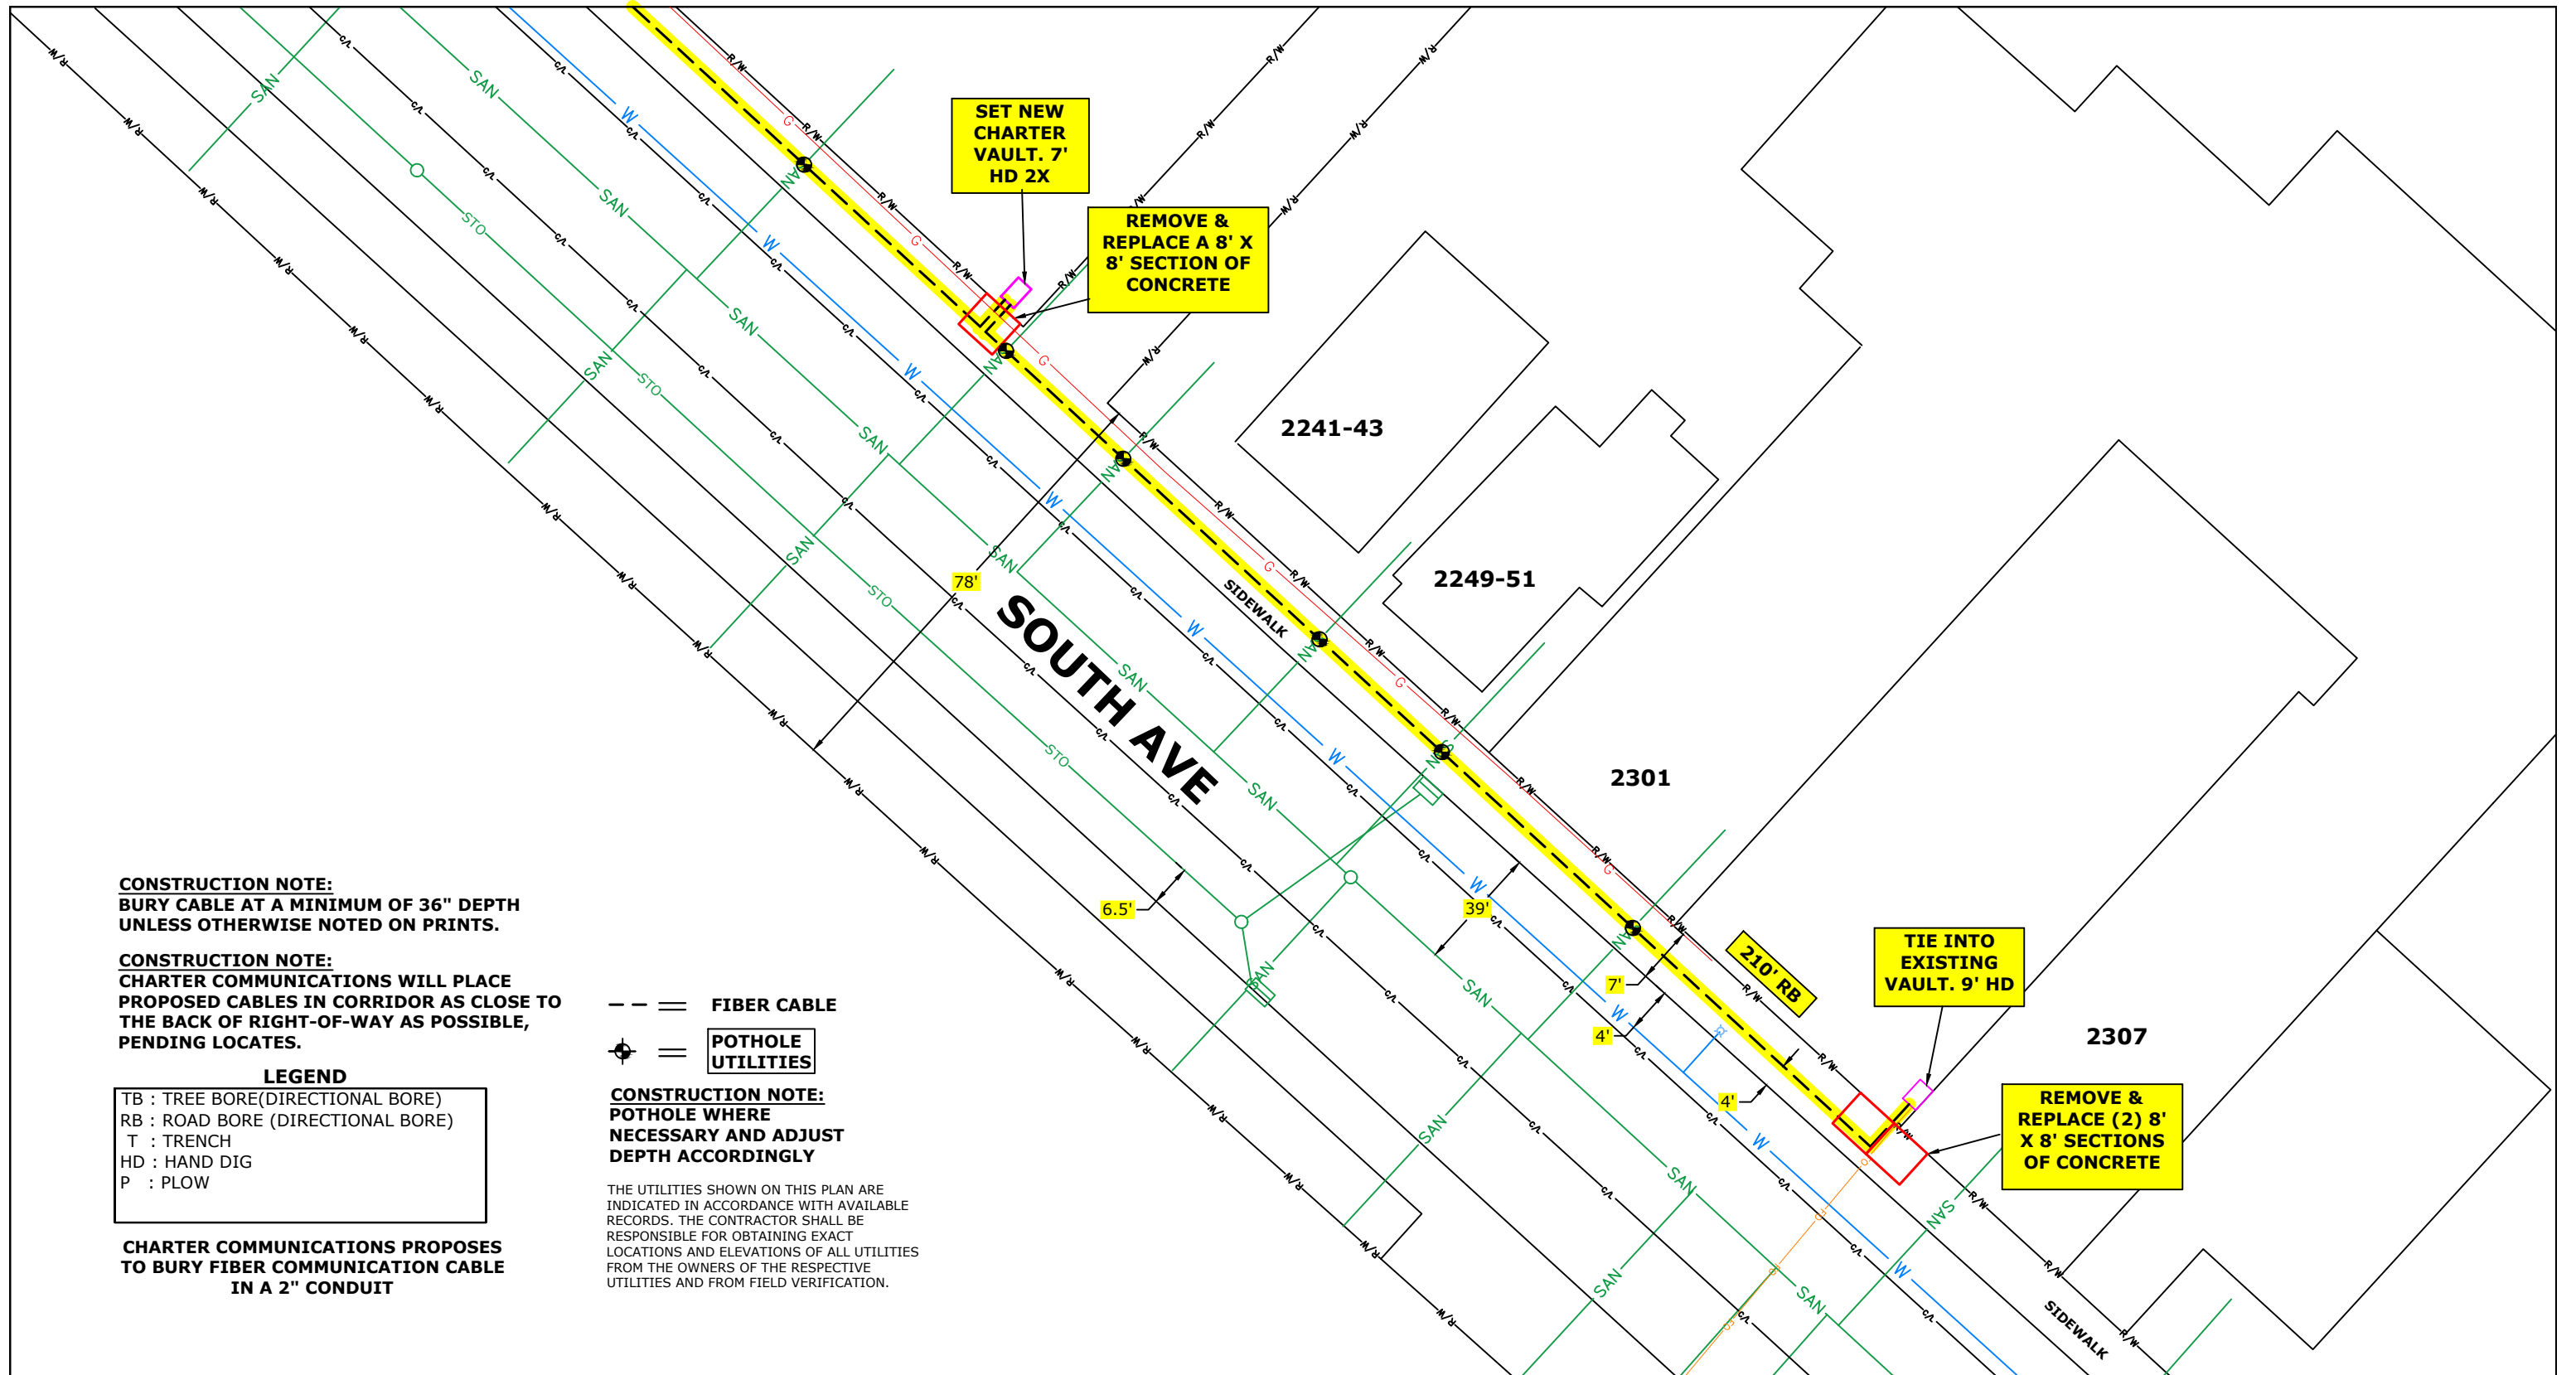 SET NEW
CHARTER
VAULT. 7'
HD 2X
REMOVE &
REPLACE A 8' X
8' SECTION OF
CONCRETE
2241-43
2249-51
2301
2307
78'
SOUTH AVE
SIDEWALK
6.5'
39'
7'
4'
4'
210' RB
TIE INTO
EXISTING
VAULT. 9' HD
REMOVE &
REPLACE (2) 8'
X 8' SECTIONS
OF CONCRETE
SIDEWALK
R/W
SAN
STO
W
G
CONSTRUCTION NOTE:
BURY CABLE AT A MINIMUM OF 36" DEPTH
UNLESS OTHERWISE NOTED ON PRINTS.
CONSTRUCTION NOTE:
CHARTER COMMUNICATIONS WILL PLACE
PROPOSED CABLES IN CORRIDOR AS CLOSE TO
THE BACK OF RIGHT-OF-WAY AS POSSIBLE,
PENDING LOCATES.
LEGEND
TB : TREE BORE(DIRECTIONAL BORE)
RB : ROAD BORE (DIRECTIONAL BORE)
T : TRENCH
HD : HAND DIG
P : PLOW
CHARTER COMMUNICATIONS PROPOSES
TO BURY FIBER COMMUNICATION CABLE
IN A 2" CONDUIT
FIBER CABLE
POTHOLE
UTILITIES
CONSTRUCTION NOTE:
POTHOLE WHERE
NECESSARY AND ADJUST
DEPTH ACCORDINGLY
THE UTILITIES SHOWN ON THIS PLAN ARE
INDICATED IN ACCORDANCE WITH AVAILABLE
RECORDS. THE CONTRACTOR SHALL BE
RESPONSIBLE FOR OBTAINING EXACT
LOCATIONS AND ELEVATIONS OF ALL UTILITIES
FROM THE OWNERS OF THE RESPECTIVE
UTILITIES AND FROM FIELD VERIFICATION.